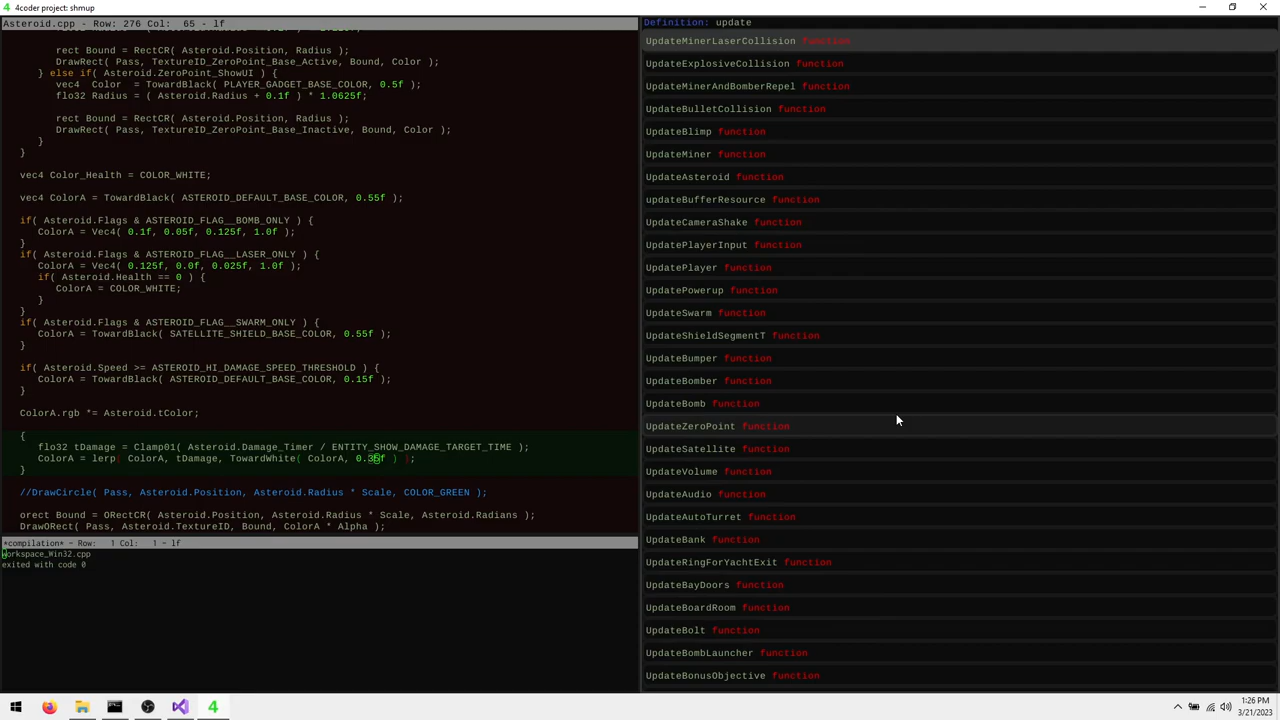 4coder project: shmup
Asteroid.cpp - Row: 276 Col:  65 - lf
rect Bound = RectCR( Asteroid.Position, Radius );
DrawRect( Pass, TextureID_ZeroPoint_Base_Active, Bound, Color );
} else if( Asteroid.ZeroPoint_ShowUI ) {
vec4  Color  = TowardBlack( PLAYER_GADGET_BASE_COLOR, 0.5f );
flo32 Radius = ( Asteroid.Radius + 0.1f ) * 1.0625f;
rect Bound = RectCR( Asteroid.Position, Radius );
DrawRect( Pass, TextureID_ZeroPoint_Base_Inactive, Bound, Color );
}
}
vec4 Color_Health = COLOR_WHITE;
vec4 ColorA = TowardBlack( ASTEROID_DEFAULT_BASE_COLOR, 0.55f );
if( Asteroid.Flags & ASTEROID_FLAG__BOMB_ONLY ) {
ColorA = Vec4( 0.1f, 0.05f, 0.125f, 1.0f );
}
if( Asteroid.Flags & ASTEROID_FLAG__LASER_ONLY ) {
ColorA = Vec4( 0.125f, 0.0f, 0.025f, 1.0f );
if( Asteroid.Health == 0 ) {
ColorA = COLOR_WHITE;
}
}
if( Asteroid.Flags & ASTEROID_FLAG__SWARM_ONLY ) {
ColorA = TowardBlack( SATELLITE_SHIELD_BASE_COLOR, 0.55f );
}
if( Asteroid.Speed >= ASTEROID_HI_DAMAGE_SPEED_THRESHOLD ) {
ColorA = TowardBlack( ASTEROID_DEFAULT_BASE_COLOR, 0.15f );
}
ColorA.rgb *= Asteroid.tColor;
{
flo32 tDamage = Clamp01( Asteroid.Damage_Timer / ENTITY_SHOW_DAMAGE_TARGET_TIME );
ColorA = lerp( ColorA, tDamage, TowardWhite( ColorA, 0.35f ) );
}
//DrawCircle( Pass, Asteroid.Position, Asteroid.Radius * Scale, COLOR_GREEN );
orect Bound = ORectCR( Asteroid.Position, Asteroid.Radius * Scale, Asteroid.Radians );
DrawORect( Pass, Asteroid.TextureID, Bound, ColorA * Alpha );
*compilation* - Row:  1 Col:  1 - lf
workspace_Win32.cpp
exited with code 0
Definition: update
UpdateMinerLaserCollision function
UpdateExplosiveCollision function
UpdateMinerAndBomberRepel function
UpdateBulletCollision function
UpdateBlimp function
UpdateMiner function
UpdateAsteroid function
updateBufferResource function
UpdateCameraShake function
UpdatePlayerInput function
UpdatePlayer function
UpdatePowerup function
UpdateSwarm function
UpdateShieldSegmentT function
UpdateBumper function
UpdateBomber function
UpdateBomb function
UpdateZeroPoint function
UpdateSatellite function
UpdateVolume function
UpdateAudio function
UpdateAutoTurret function
UpdateBank function
UpdateRingForYachtExit function
UpdateBayDoors function
UpdateBoardRoom function
UpdateBolt function
UpdateBombLauncher function
UpdateBonusObjective function
1:26 PM
3/21/2023